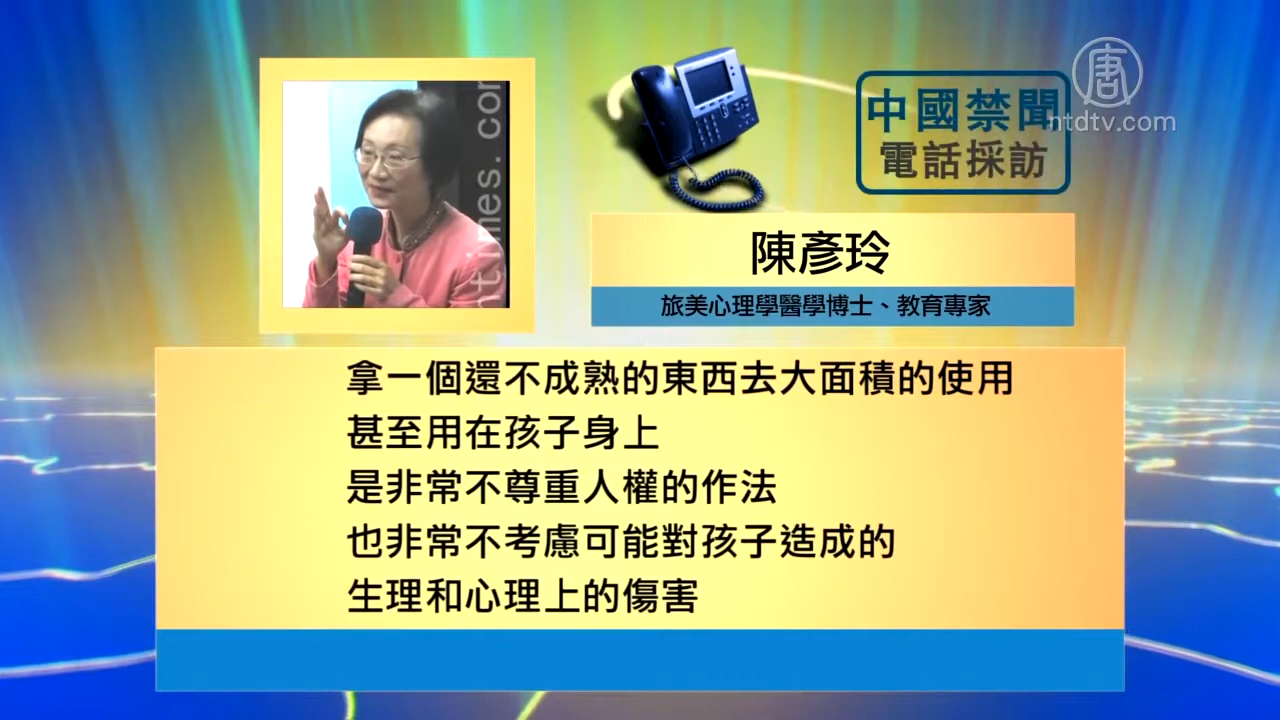 唐
ntdtv.com
中國禁聞
電話採訪
陳彥玲
旅美心理學醫學博士、教育專家
拿一個還不成熟的東西去大面積的使用
甚至用在孩子身上
是非常不尊重人權的作法
也非常不考慮可能對孩子造成的
生理和心理上的傷害